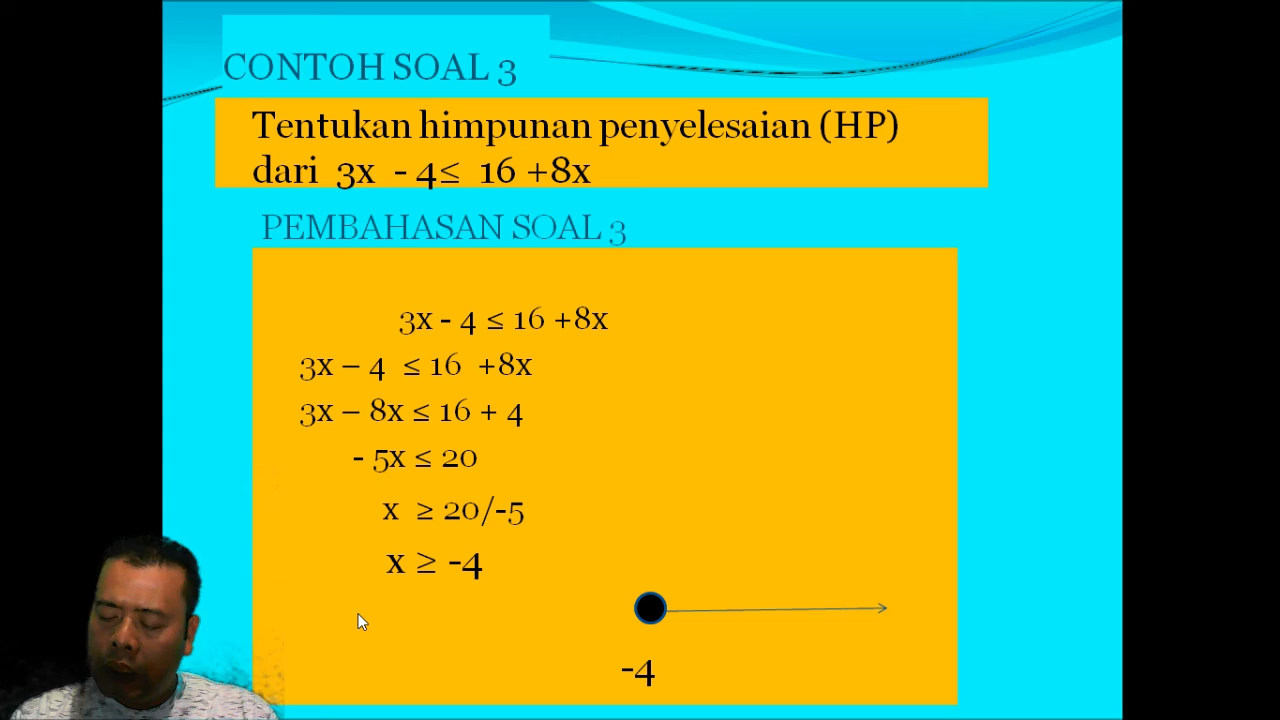 CONTOH SOAL 3
Tentukan himpunan penyelesaian (HP)
dari 3x - 4≤ 16 +8x
PEMBAHASAN SOAL 3
3x - 4 ≤ 16 +8x
3x – 4 ≤ 16 +8x
3x – 8x ≤ 16 + 4
- 5x ≤ 20
x ≥ 20/-5
x ≥ -4
-4